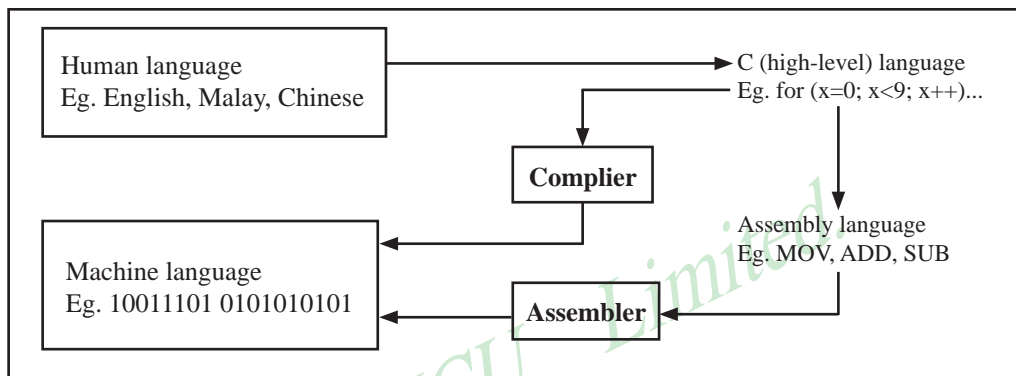 Human language
Eg. English, Malay, Chinese
C (high-level) language
Eg. for (x=0; x<9; x++)...
Complier
Assembly language
Eg. MOV, ADD, SUB
Machine language
Eg. 10011101 0101010101
Assembler
Limited.